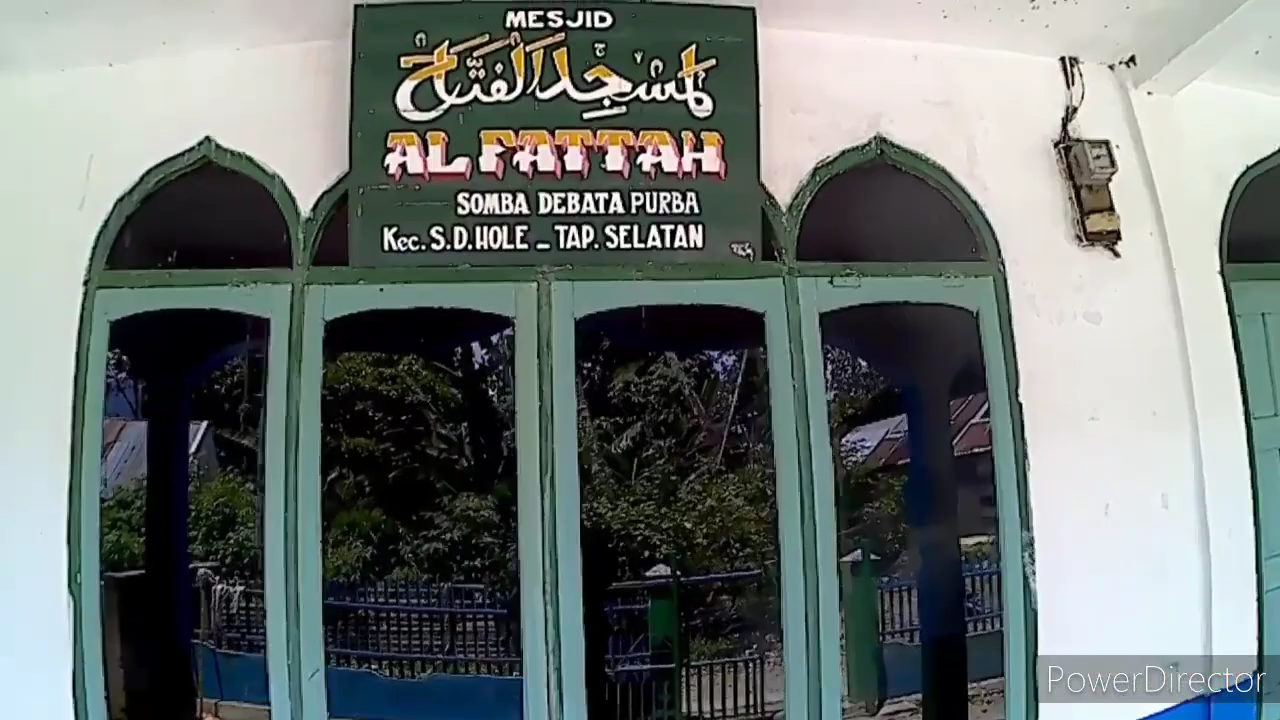 MESJID
المسجد الفتاح
AL FATTAH
SOMBA DEBATA PURBA
Kec. S.D. HOLE _ TAP. SELATAN
PowerDirector